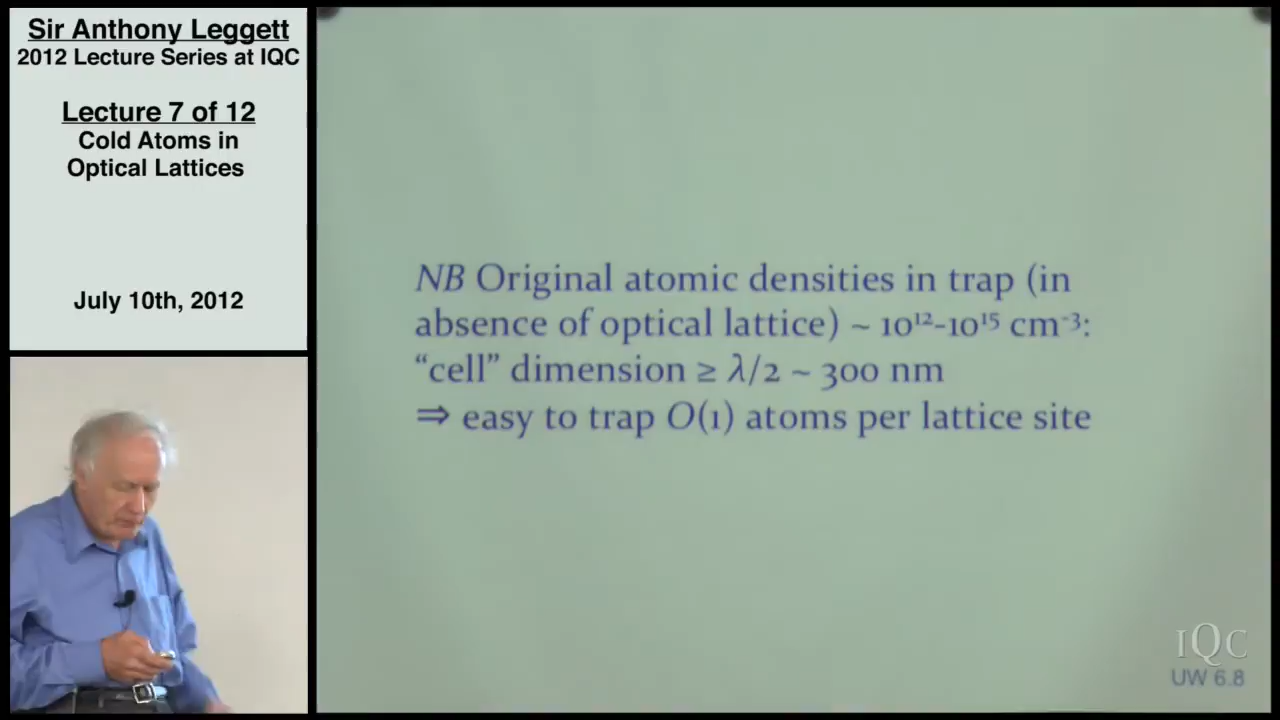 Sir Anthony Leggett
2012 Lecture Series at IQC
Lecture 7 of 12
Cold Atoms in
Optical Lattices
July 10th, 2012
NB Original atomic densities in trap (in
absence of optical lattice) ~ 10¹²-10¹⁵ cm⁻³:
“cell” dimension ≥ λ/2 ~ 300 nm
⇒ easy to trap O(1) atoms per lattice site
IQC
UW 6.8